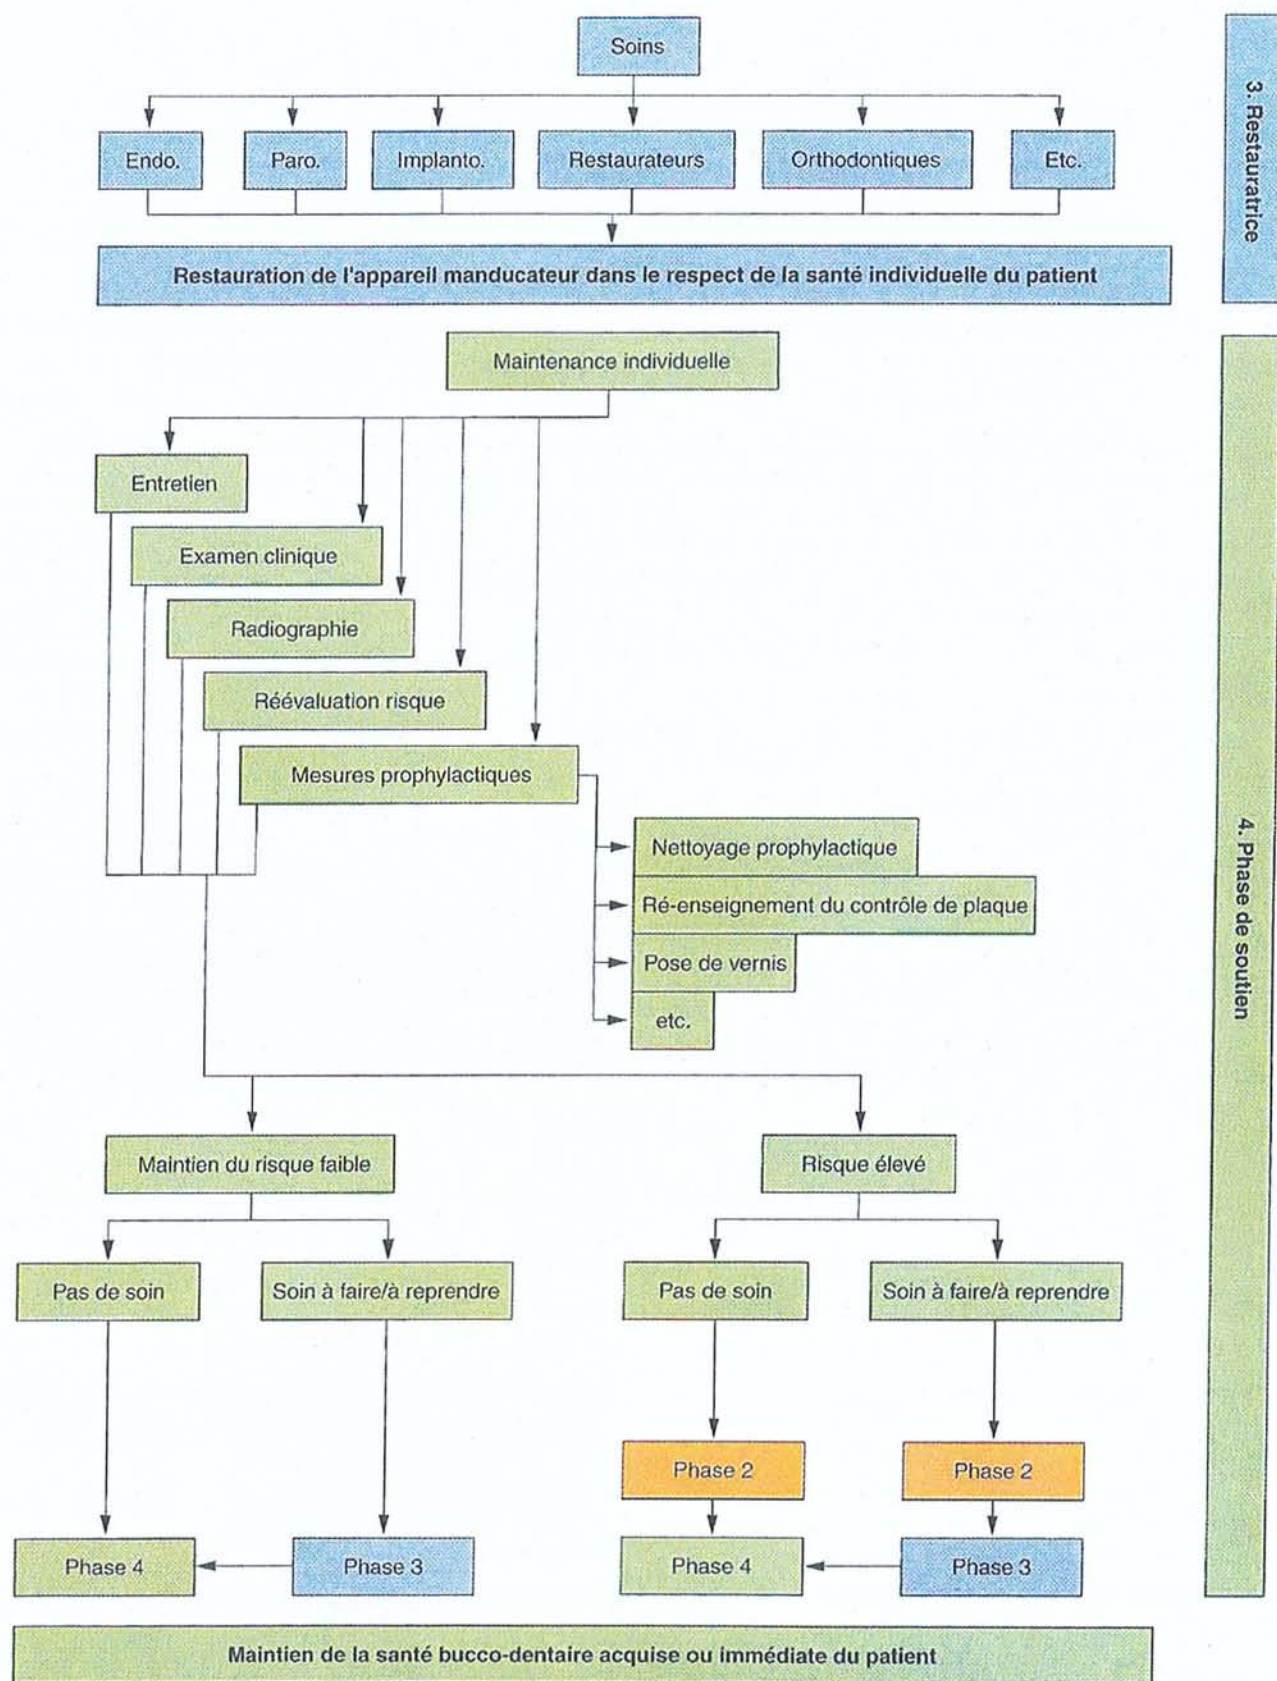 Soins
Endo.
Paro.
Implanto.
Restaurateurs
Orthodontiques
Etc.
Restauration de l'appareil manducateur dans le respect de la santé individuelle du patient
3. Restauratrice
Maintenance individuelle
Entretien
Examen clinique
Radiographie
Réévaluation risque
Mesures prophylactiques
Nettoyage prophylactique
Ré-enseignement du contrôle de plaque
Pose de vernis
etc.
4. Phase de soutien
Maintien du risque faible
Risque élevé
Pas de soin
Soin à faire/à reprendre
Pas de soin
Soin à faire/à reprendre
Phase 2
Phase 2
Phase 4
Phase 3
Phase 4
Phase 3
Maintien de la santé bucco-dentaire acquise ou immédiate du patient